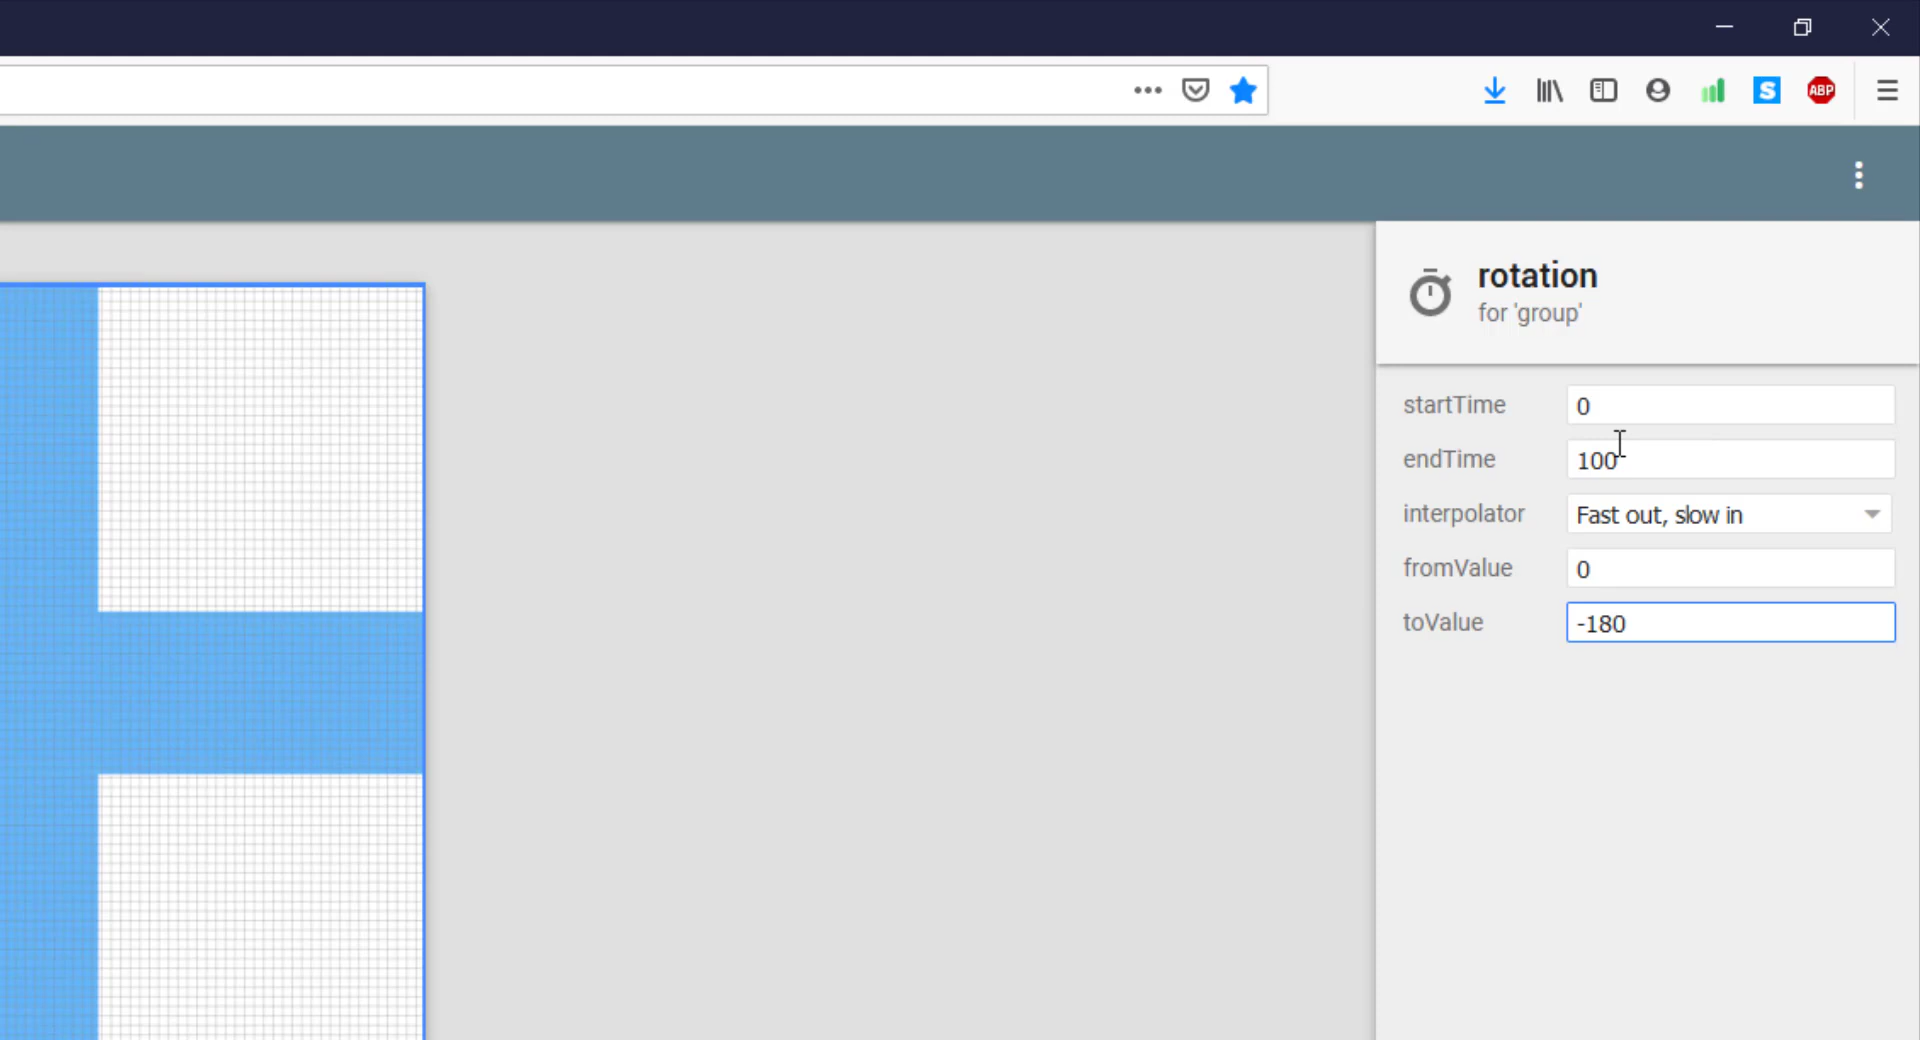 S
ABP
rotation
for 'group'
startTime 0
endTime 100
interpolator Fast out, slow in
fromValue 0
toValue -180